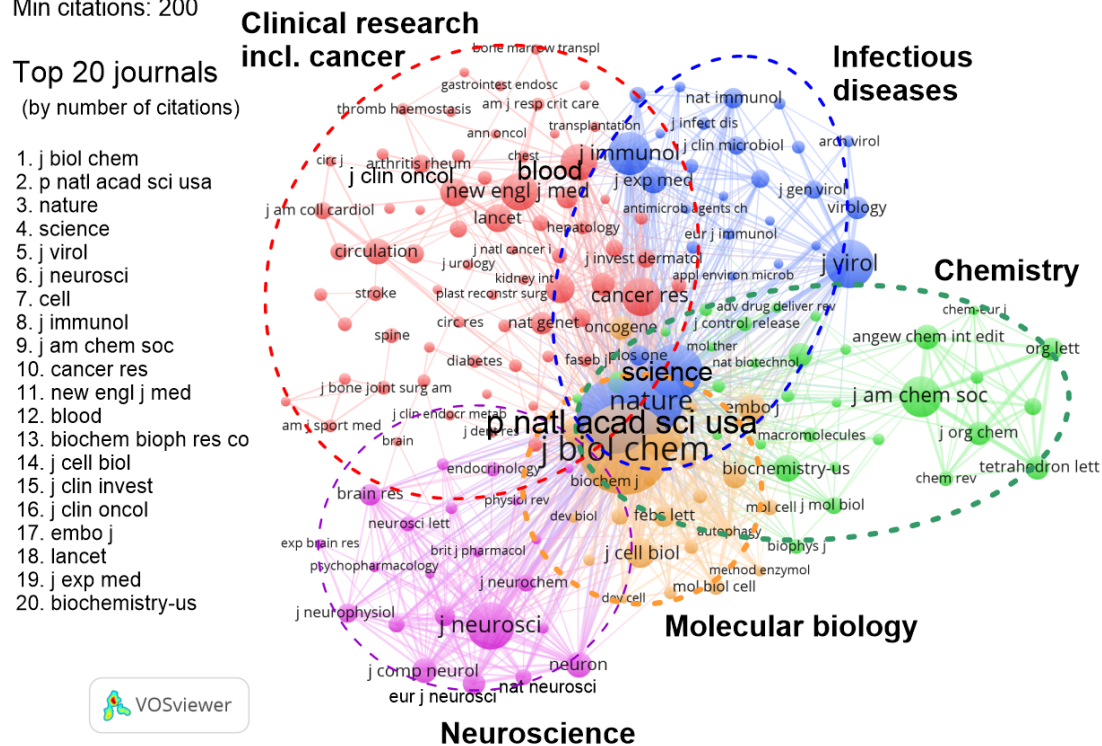 Min citations: 200
Top 20 journals
(by number of citations)
1. j biol chem
2. p natl acad sci usa
3. nature
4. science
5. j virol
6. j neurosci
7. cell
8. j immunol
9. j am chem soc
10. cancer res
11. new engl j med
12. blood
13. biochem bioph res co
14. j cell biol
15. j clin invest
16. j clin oncol
17. embo j
18. lancet
19. j exp med
20. biochemistry-us
VOSviewer
Clinical research
incl. cancer
bone marrow transpl
gastrointest endosc
thromb haemostasis
am j resp crit care
ann oncol
transplantation
circ j
arthritis rheum
chest
j clin oncol
blood
new engl j med
j am coll cardiol
lancet
hepatology
circulation
j natl cancer i
j urology
j invest dermatol
kidney int
stroke
plast reconstr surg
cancer res
circ res
nat genet
oncogene
spine
diabetes
faseb j
j bone joint surg am
j clin endocr metab
am j sport med
brain
j dent res
Infectious
diseases
nat immunol
j infect dis
j immunol
j clin microbiol
arch virol
j exp med
j gen virol
antimicrob agents ch
virology
eur j immunol
j virol
appl environ microb
plos one
science
nature
p natl acad sci usa
j biol chem
Chemistry
adv drug deliver rev
j control release
chem-eur j
mol ther
nat biotechnol
angew chem int edit
org lett
j am chem soc
macromolecules
j org chem
biochemistry-us
tetrahedron lett
chem rev
j mol biol
biophys j
embo j
biochem j
mol cell
dev biol
febs lett
autophagy
j cell biol
method enzymol
mol biol cell
dev cell
Molecular biology
endocrinology
brain res
physiol rev
neurosci lett
exp brain res
brit j pharmacol
psychopharmacology
j neurochem
j neurophysiol
j neurosci
j comp neurol
neuron
eur j neurosci
nat neurosci
Neuroscience